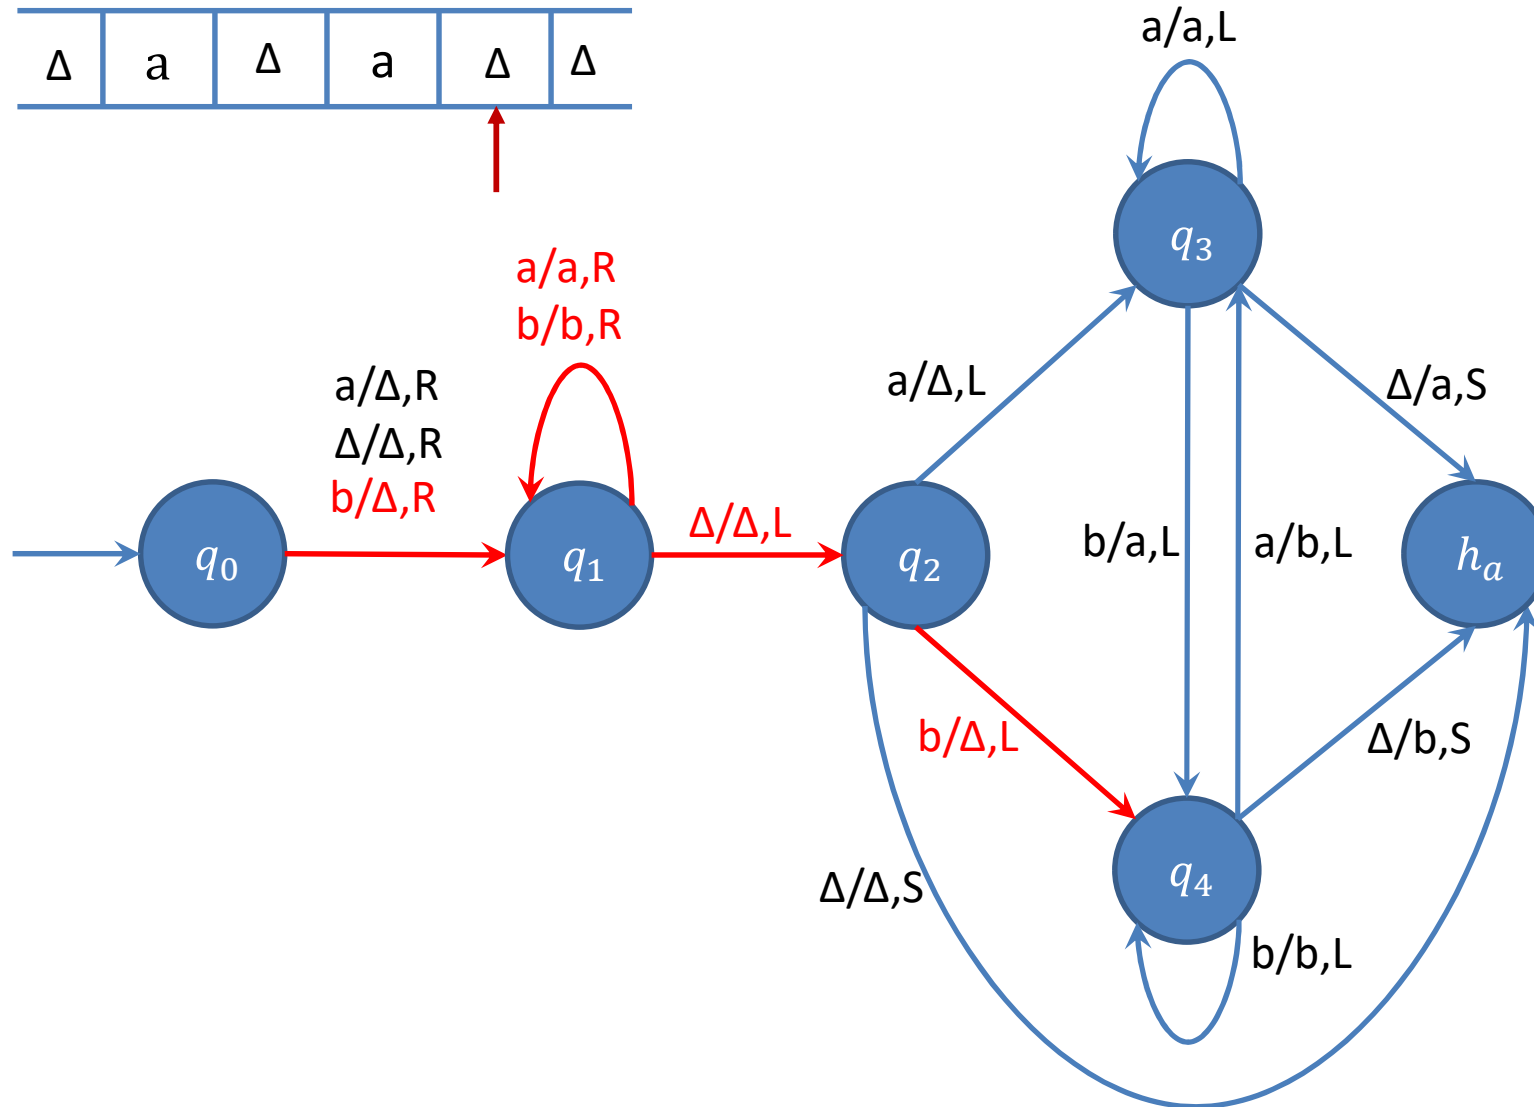 Δ a Δ a Δ Δ
a/a,L
q₃
a/a,R
b/b,R
a/Δ,R
Δ/Δ,R
b/Δ,R
a/Δ,L
Δ/a,S
Δ/Δ,L
b/a,L
a/b,L
q₀
q₁
q₂
hₐ
b/Δ,L
Δ/b,S
Δ/Δ,S
q₄
b/b,L